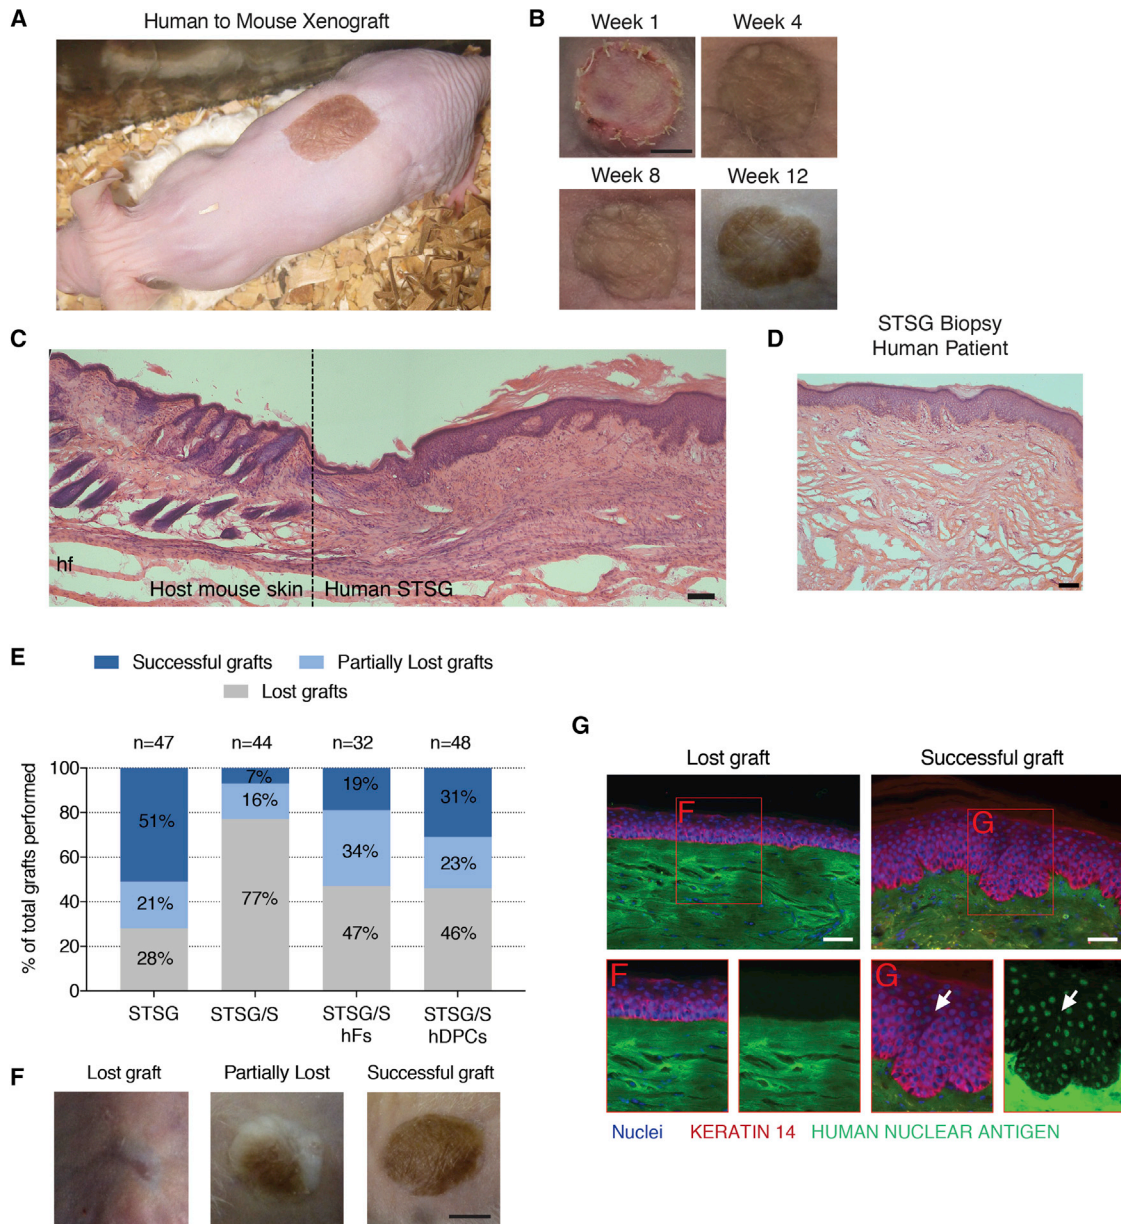 A
Human to Mouse Xenograft
B
Week 1
Week 4
Week 8
Week 12
C
hf
Host mouse skin
Human STSG
D
STSG Biopsy
Human Patient
E
Successful grafts
Partially Lost grafts
Lost grafts
% of total grafts performed
100
80
60
40
20
0
n=47
n=44
n=32
n=48
51%
21%
28%
7%
16%
77%
19%
34%
47%
31%
23%
46%
STSG
STSG/S
STSG/S
hFs
STSG/S
hDPCs
F
Lost graft
Partially Lost
Successful graft
G
Lost graft
Successful graft
F
G
F
G
Nuclei
KERATIN 14
HUMAN NUCLEAR ANTIGEN